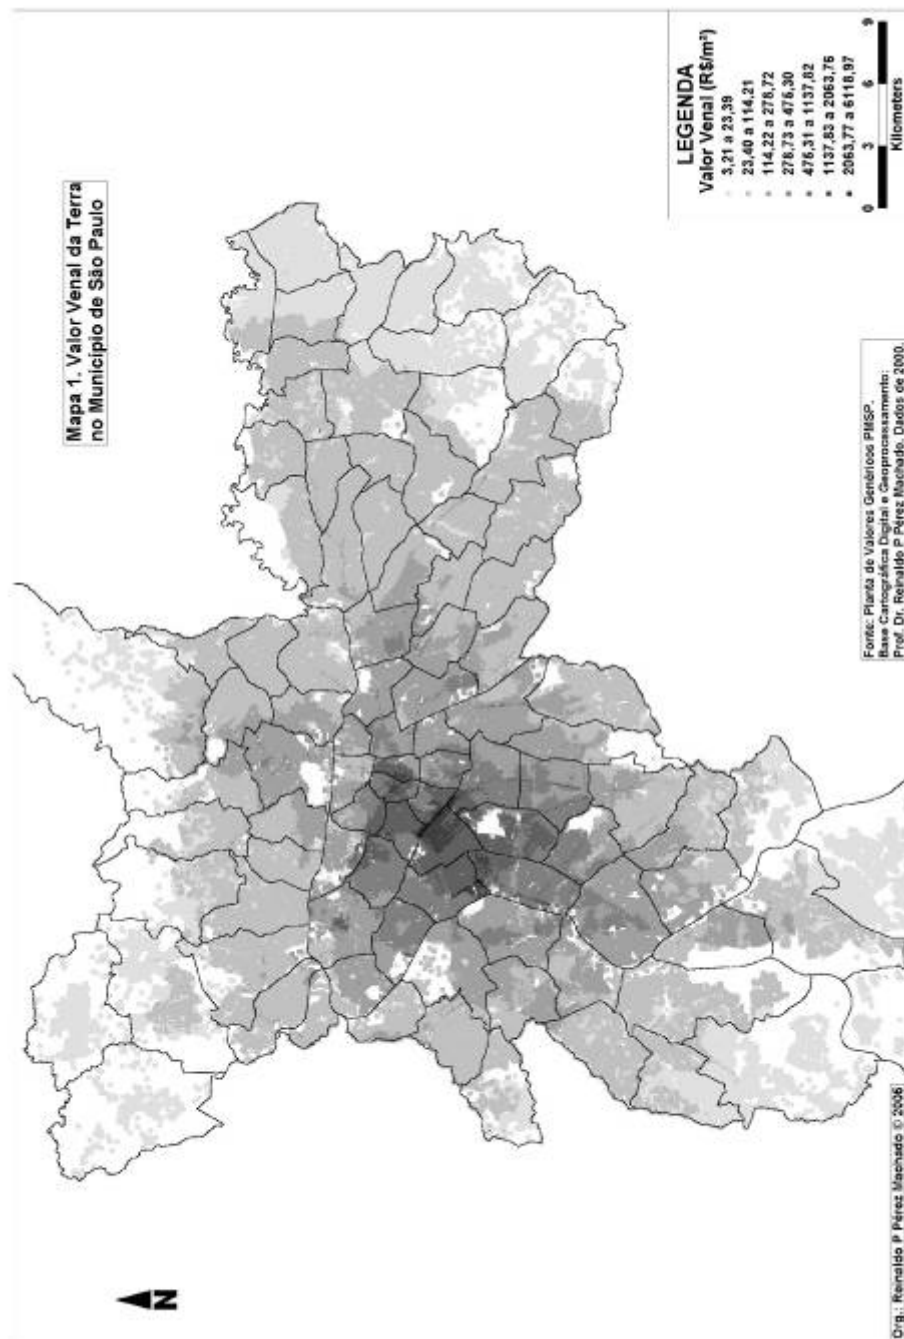 Mapa 1. Valor Venal da Terra
no Município de São Paulo
LEGENDA
Valor Venal (R$/m²)
3,21 a 23,39
23,40 a 114,21
114,22 a 278,72
278,73 a 476,30
476,31 a 1137,82
1137,83 a 2063,76
2063,77 a 6118,97
0 3 6 9
Kilometers
N
Fonte: Planta de Valores Genéricos PMSP.
Base Cartográfica Digital e Geoprocessamento:
Prof. Dr. Reinaldo P Pérez Machado. Dados de 2000.
Org.: Reinaldo P Pérez Machado © 2006